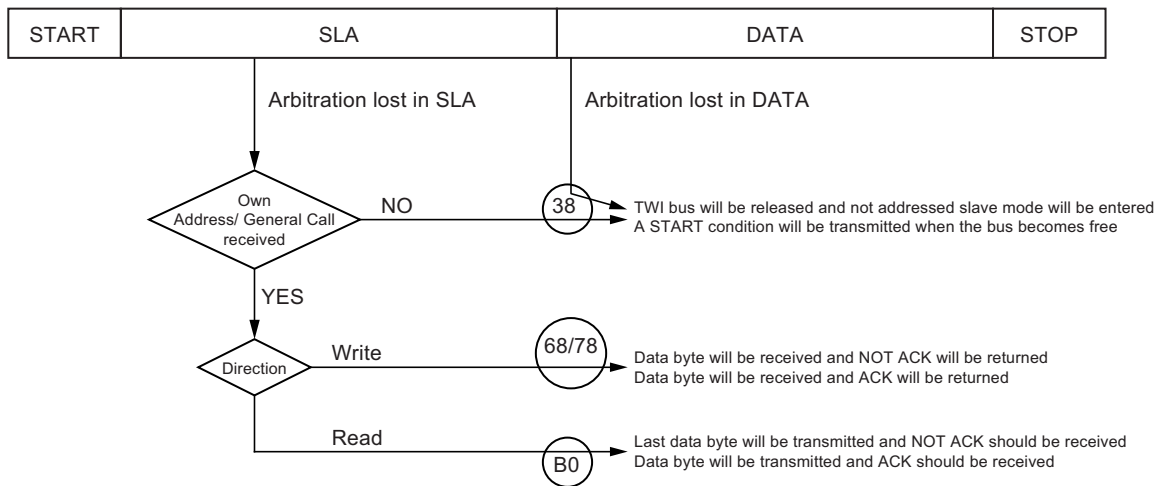 START SLA DATA STOP
Arbitration lost in SLA
Arbitration lost in DATA
Own
Address/ General Call
received
NO
38
TWI bus will be released and not addressed slave mode will be entered
A START condition will be transmitted when the bus becomes free
YES
Direction
Write
68/78
Data byte will be received and NOT ACK will be returned
Data byte will be received and ACK will be returned
Read
B0
Last data byte will be transmitted and NOT ACK should be received
Data byte will be transmitted and ACK should be received